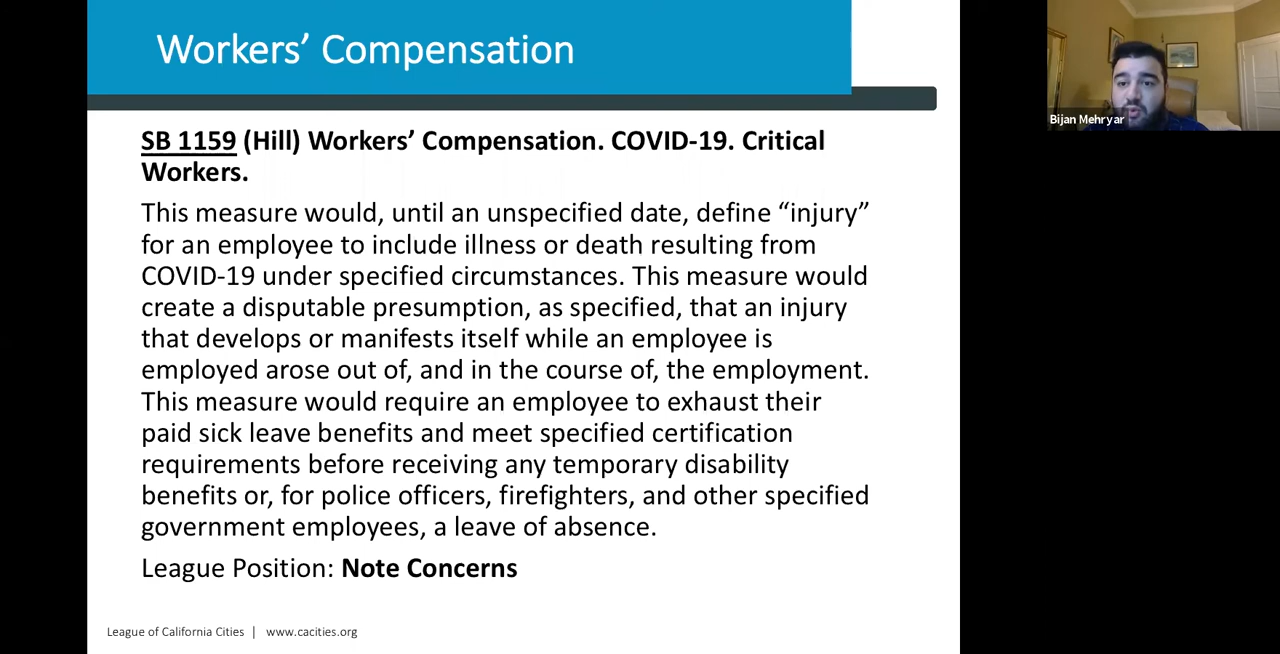 Workers’ Compensation
SB 1159 (Hill) Workers’ Compensation. COVID-19. Critical
Workers.
This measure would, until an unspecified date, define “injury”
for an employee to include illness or death resulting from
COVID-19 under specified circumstances. This measure would
create a disputable presumption, as specified, that an injury
that develops or manifests itself while an employee is
employed arose out of, and in the course of, the employment.
This measure would require an employee to exhaust their
paid sick leave benefits and meet specified certification
requirements before receiving any temporary disability
benefits or, for police officers, firefighters, and other specified
government employees, a leave of absence.
League Position: Note Concerns
League of California Cities | www.cacities.org
Bijan Mehryar